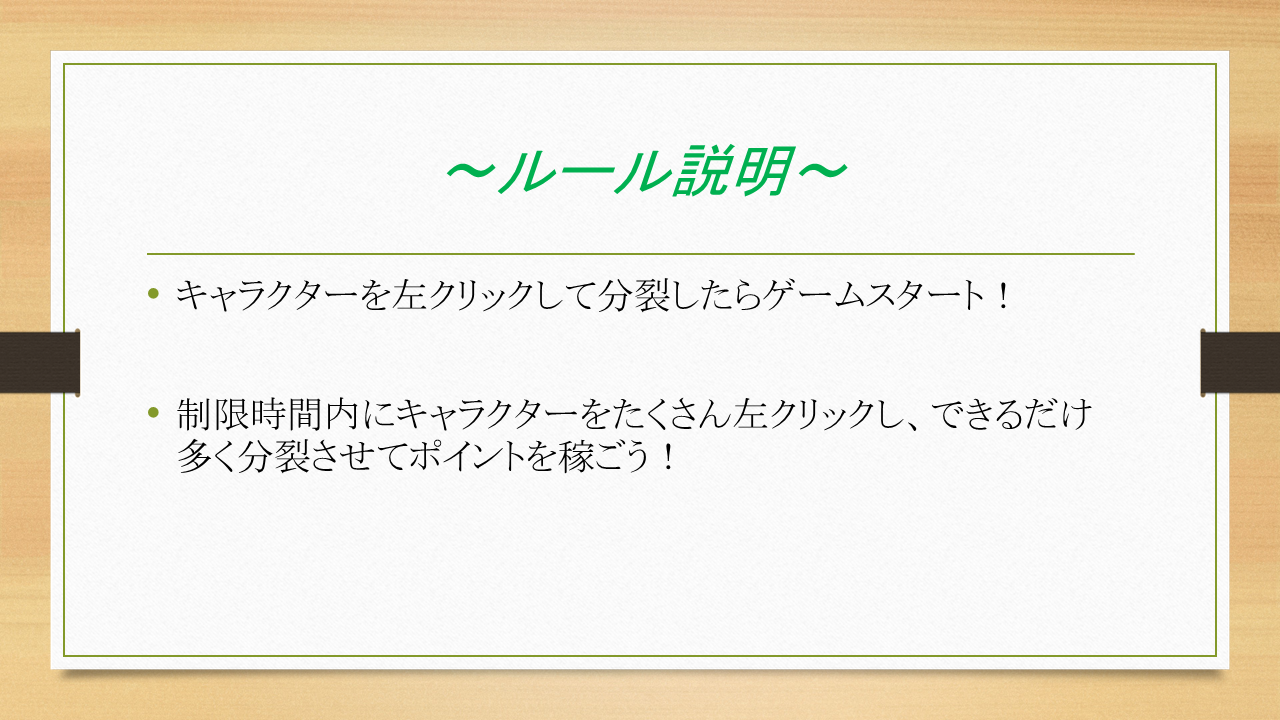 ～ルール説明～
• キャラクターを左クリックして分裂したらゲームスタート！
• 制限時間内にキャラクターをたくさん左クリックし、できるだけ
多く分裂させてポイントを稼ごう！